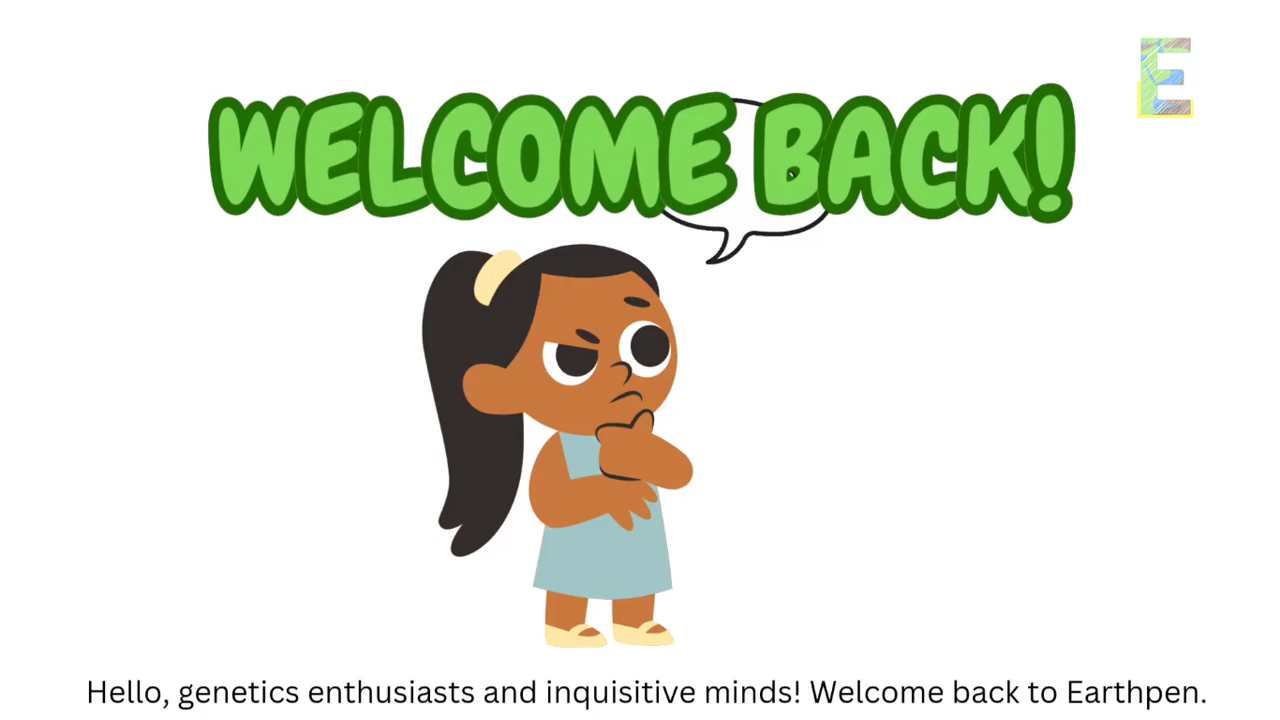 E
WELCOME BACK!
Hello, genetics enthusiasts and inquisitive minds! Welcome back to Earthpen.